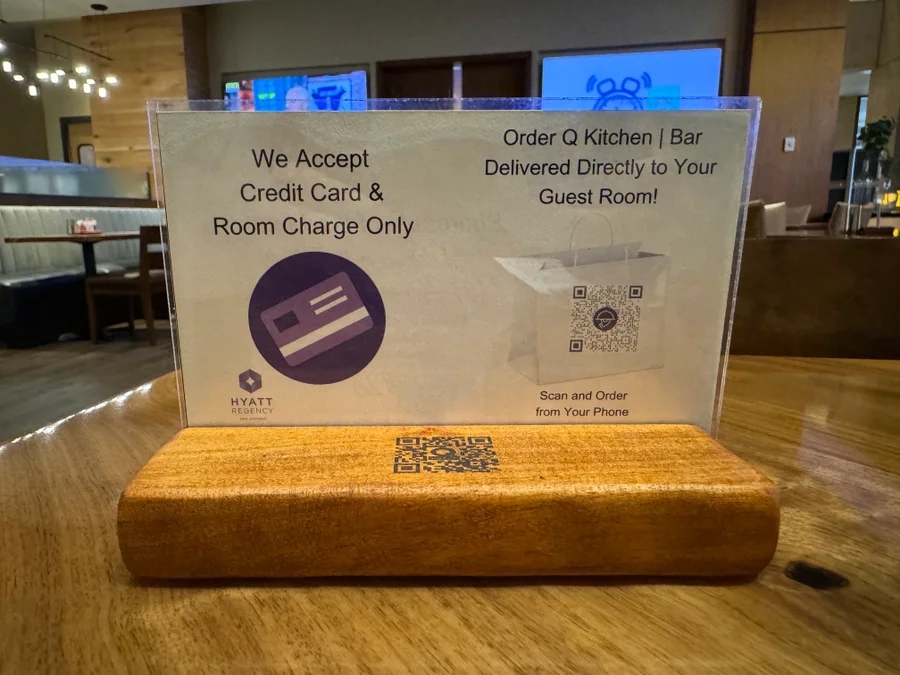 We Accept
Credit Card &
Room Charge Only
HYATT
REGENCY
Order Q Kitchen | Bar
Delivered Directly to Your
Guest Room!
Scan and Order
from Your Phone